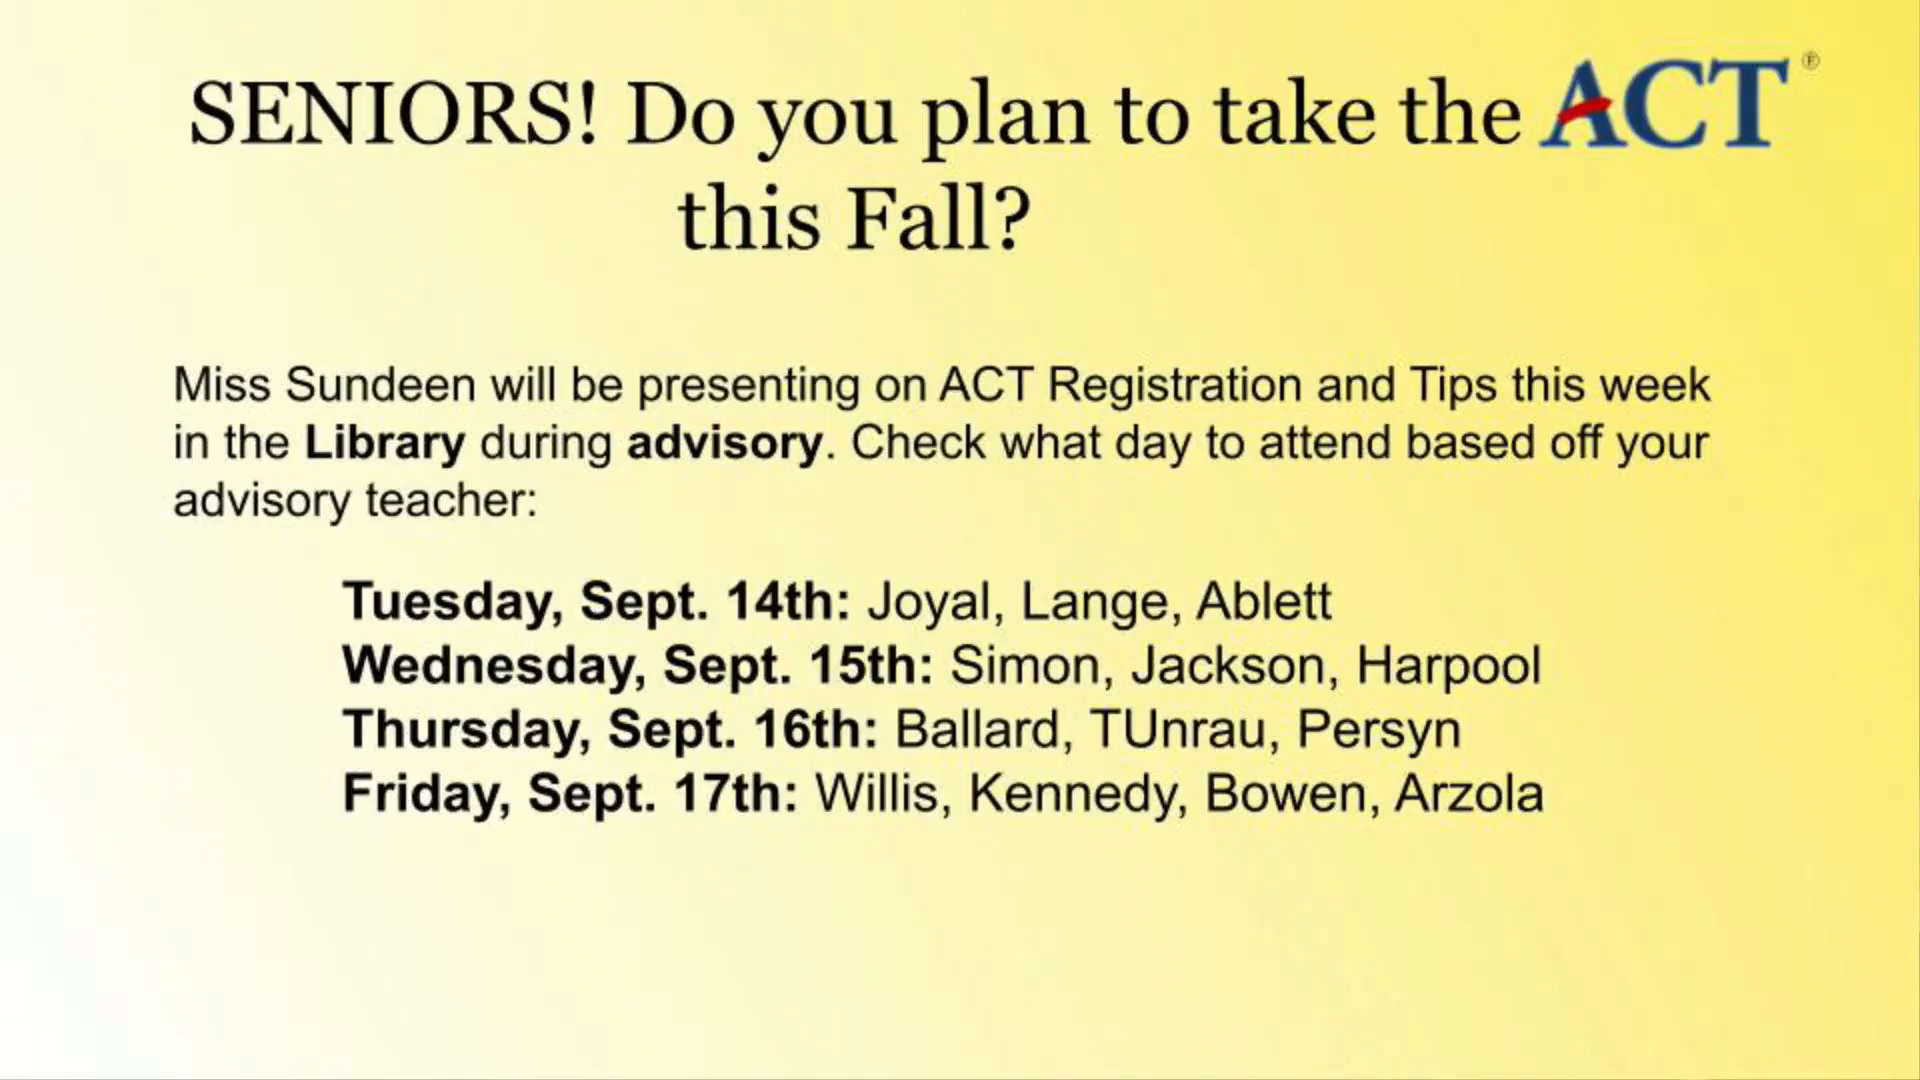 SENIORS! Do you plan to take the ACT®
this Fall?
Miss Sundeen will be presenting on ACT Registration and Tips this week
in the Library during advisory. Check what day to attend based off your
advisory teacher:
Tuesday, Sept. 14th: Joyal, Lange, Ablett
Wednesday, Sept. 15th: Simon, Jackson, Harpool
Thursday, Sept. 16th: Ballard, TUnrau, Persyn
Friday, Sept. 17th: Willis, Kennedy, Bowen, Arzola